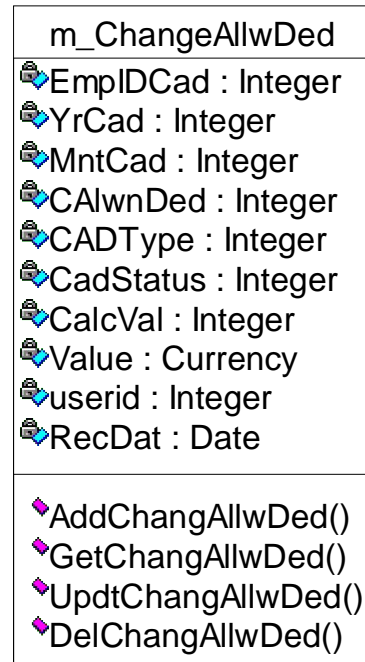 m_ChangeAllwDed
EmpIDCad : Integer
YrCad : Integer
MntCad : Integer
CAlwnDed : Integer
CADType : Integer
CadStatus : Integer
CalcVal : Integer
Value : Currency
userid : Integer
RecDat : Date
AddChangAllwDed()
GetChangAllwDed()
UpdtChangAllwDed()
DelChangAllwDed()